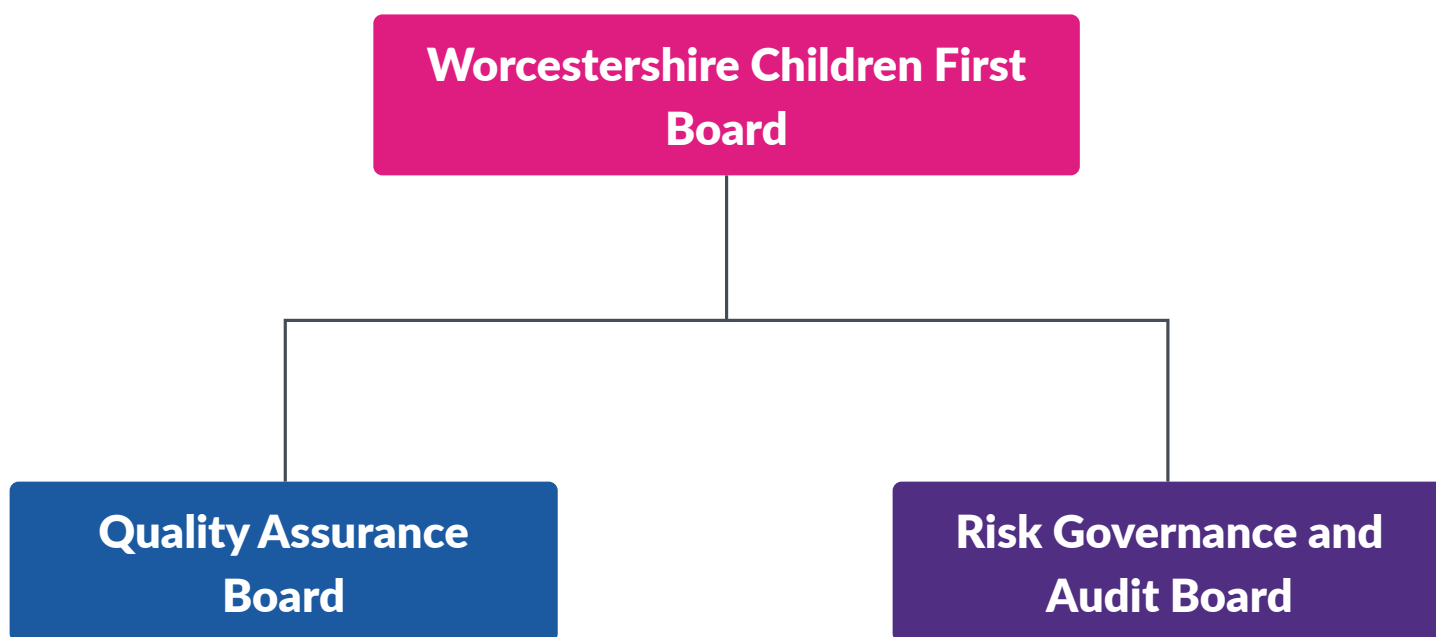 Worcestershire Children First
Board
Quality Assurance
Board
Risk Governance and
Audit Board